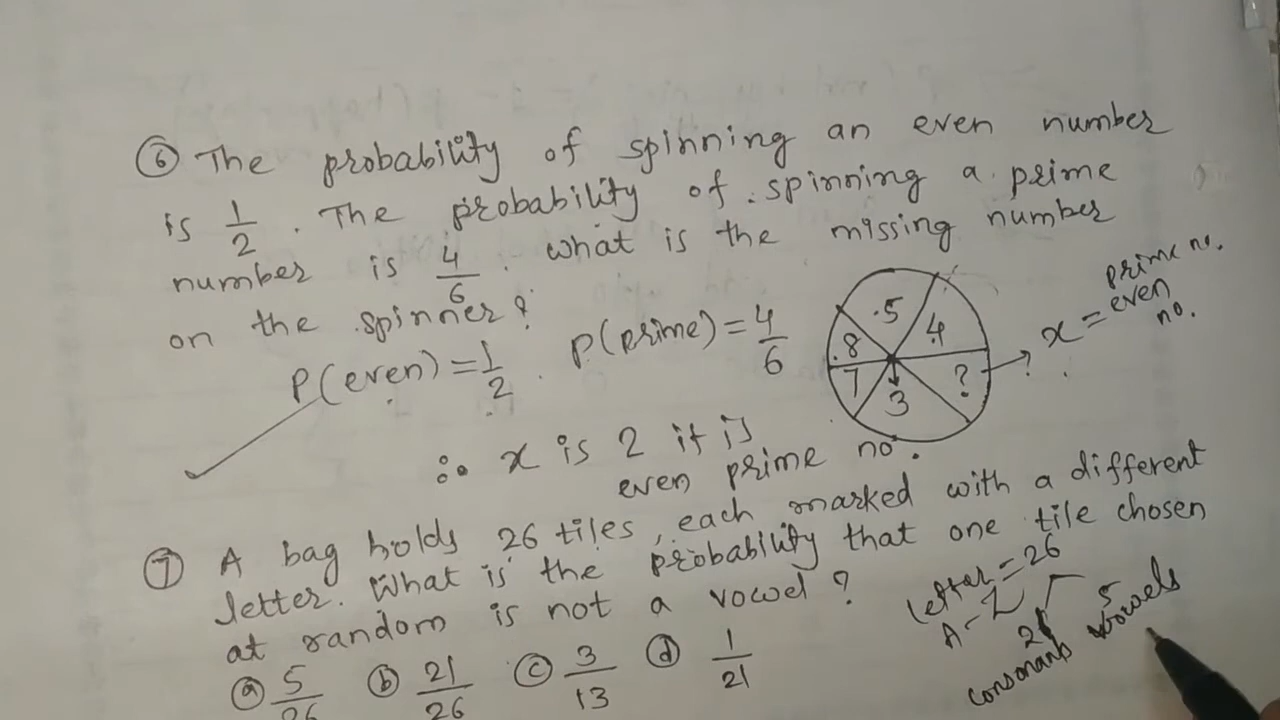 ⑥ The probability of spinning an even number
is 1/2 . The probability of spinning a prime
number is 4/6 . what is the missing number
on the spinner ?
P(even) = 1/2 . P(prime) = 4/6
5
4
8
7
3
?
x = prime no.
even
no.
∴ x is 2 it is
even prime no.
⑦ A bag holds 26 tiles, each marked with a different
letter. What is the probability that one tile chosen
at random is not a vowel ?
ⓐ 5/26 ⓑ 21/26 ⓒ 3/13 ⓓ 1/21
letter = 26
A - Z
21 5
consonants vowels